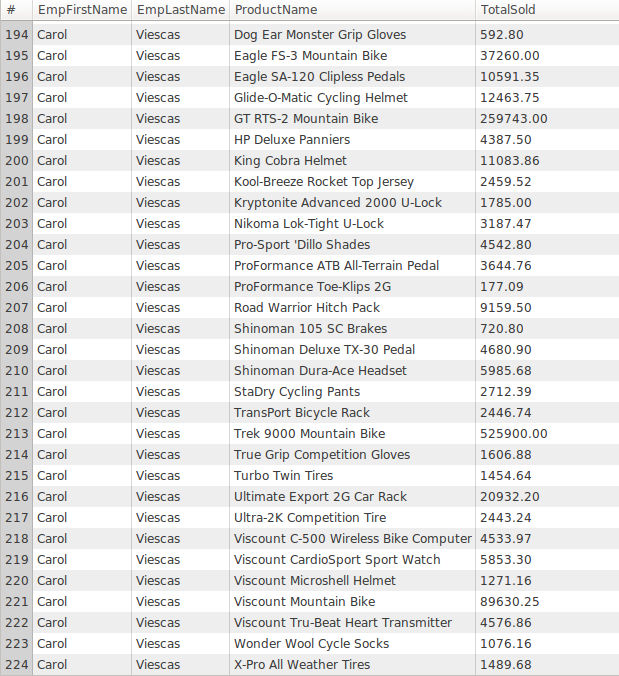 # EmpFirstName EmpLastName ProductName TotalSold
194 Carol Viescas Dog Ear Monster Grip Gloves 592.80
195 Carol Viescas Eagle FS-3 Mountain Bike 37260.00
196 Carol Viescas Eagle SA-120 Clipless Pedals 10591.35
197 Carol Viescas Glide-O-Matic Cycling Helmet 12463.75
198 Carol Viescas GT RTS-2 Mountain Bike 259743.00
199 Carol Viescas HP Deluxe Panniers 4387.50
200 Carol Viescas King Cobra Helmet 11083.86
201 Carol Viescas Kool-Breeze Rocket Top Jersey 2459.52
202 Carol Viescas Kryptonite Advanced 2000 U-Lock 1785.00
203 Carol Viescas Nikoma Lok-Tight U-Lock 3187.47
204 Carol Viescas Pro-Sport 'Dillo Shades 4542.80
205 Carol Viescas ProFormance ATB All-Terrain Pedal 3644.76
206 Carol Viescas ProFormance Toe-Klips 2G 177.09
207 Carol Viescas Road Warrior Hitch Pack 9159.50
208 Carol Viescas Shinoman 105 SC Brakes 720.80
209 Carol Viescas Shinoman Deluxe TX-30 Pedal 4680.90
210 Carol Viescas Shinoman Dura-Ace Headset 5985.68
211 Carol Viescas StaDry Cycling Pants 2712.39
212 Carol Viescas TransPort Bicycle Rack 2446.74
213 Carol Viescas Trek 9000 Mountain Bike 525900.00
214 Carol Viescas True Grip Competition Gloves 1606.88
215 Carol Viescas Turbo Twin Tires 1454.64
216 Carol Viescas Ultimate Export 2G Car Rack 20932.20
217 Carol Viescas Ultra-2K Competition Tire 2443.24
218 Carol Viescas Viscount C-500 Wireless Bike Computer 4533.97
219 Carol Viescas Viscount CardioSport Sport Watch 5853.30
220 Carol Viescas Viscount Microshell Helmet 1271.16
221 Carol Viescas Viscount Mountain Bike 89630.25
222 Carol Viescas Viscount Tru-Beat Heart Transmitter 4576.86
223 Carol Viescas Wonder Wool Cycle Socks 1076.16
224 Carol Viescas X-Pro All Weather Tires 1489.68